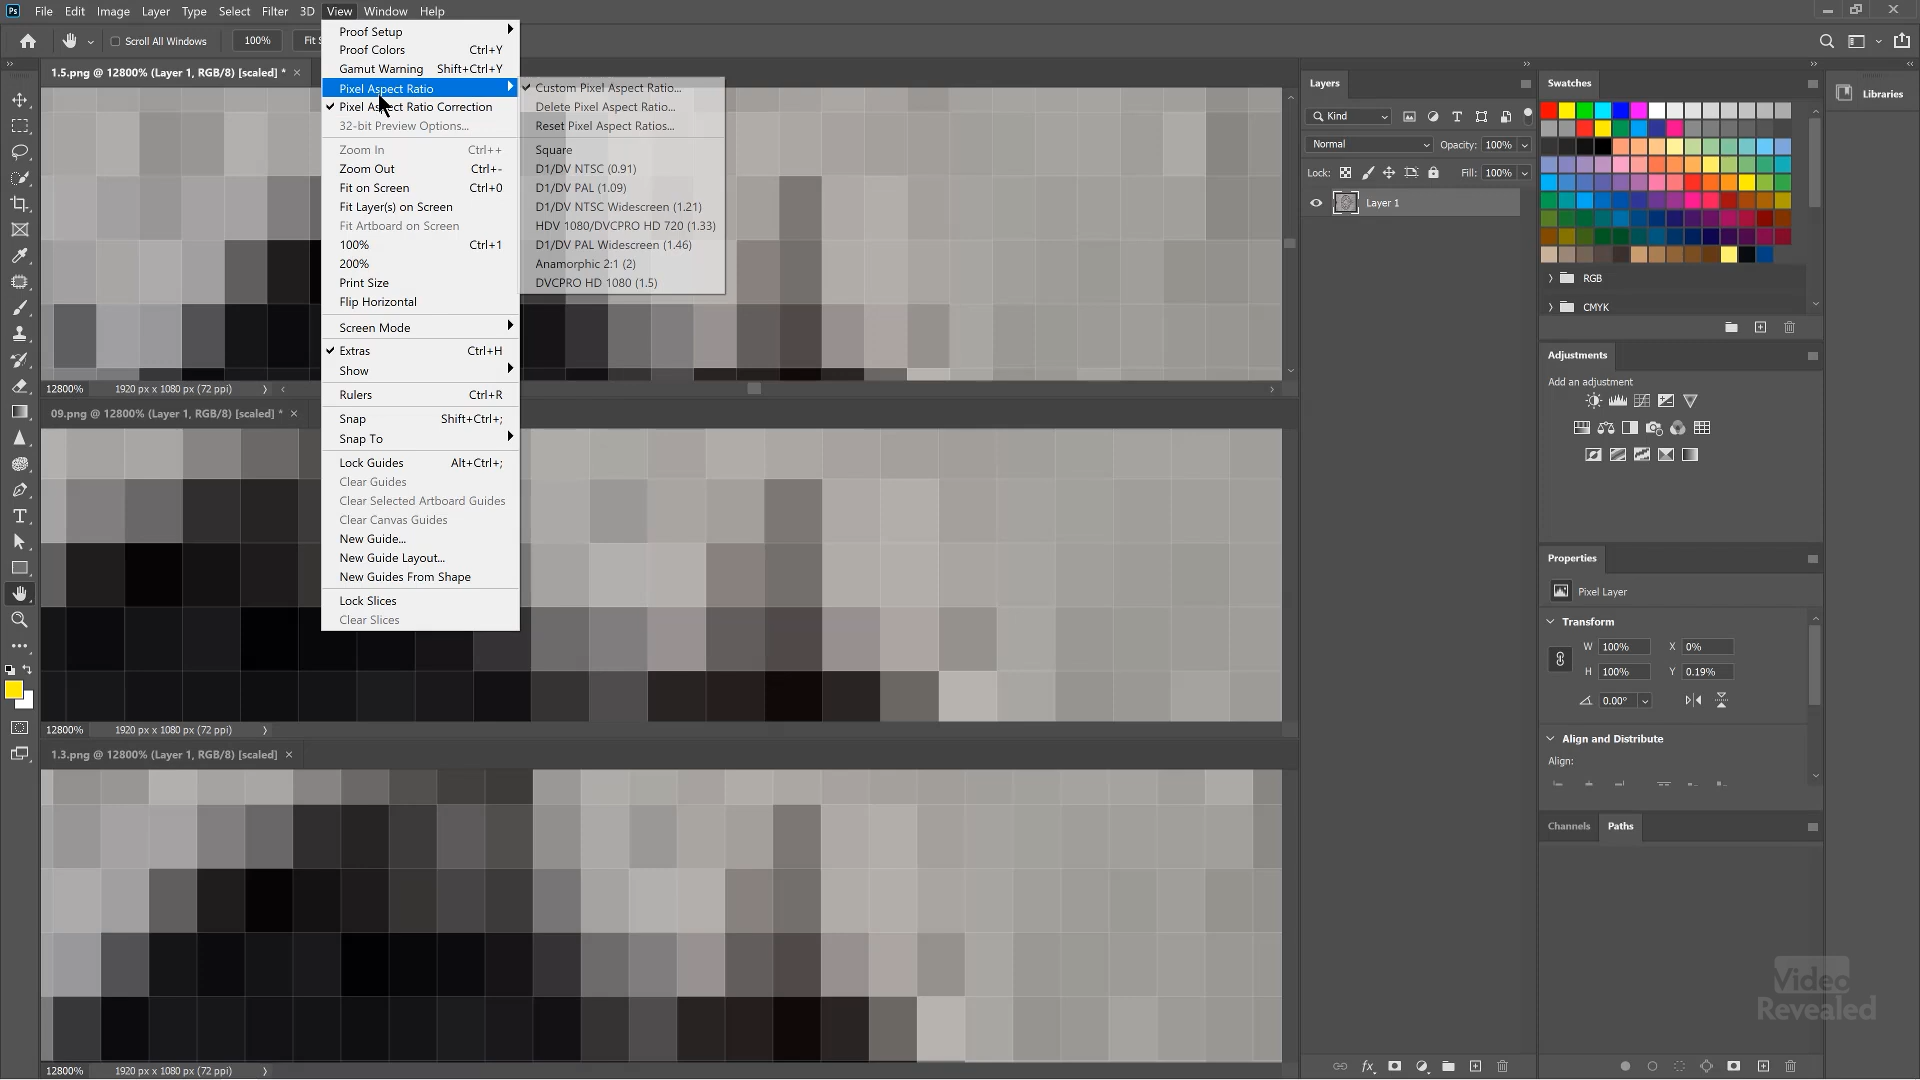 Ps File Edit Image Layer Type Select Filter 3D View Window Help
Scroll All Windows 100% Fit S
1.5.png @ 12800% (Layer 1, RGB/8) [scaled] * ×
Proof Setup
Proof Colors Ctrl+Y
Gamut Warning Shift+Ctrl+Y
Pixel Aspect Ratio
Pixel Aspect Ratio Correction
32-bit Preview Options...
Zoom In Ctrl++
Zoom Out Ctrl+-
Fit on Screen Ctrl+0
Fit Layer(s) on Screen
Fit Artboard on Screen
100% Ctrl+1
200%
Print Size
Flip Horizontal
Screen Mode
Extras Ctrl+H
Show
Rulers Ctrl+R
Snap Shift+Ctrl+;
Snap To
Lock Guides Alt+Ctrl+;
Clear Guides
Clear Selected Artboard Guides
Clear Canvas Guides
New Guide...
New Guide Layout...
New Guides From Shape
Lock Slices
Clear Slices
Custom Pixel Aspect Ratio...
Delete Pixel Aspect Ratio...
Reset Pixel Aspect Ratios...
Square
D1/DV NTSC (0.91)
D1/DV PAL (1.09)
D1/DV NTSC Widescreen (1.21)
HDV 1080/DVCPRO HD 720 (1.33)
D1/DV PAL Widescreen (1.46)
Anamorphic 2:1 (2)
DVCPRO HD 1080 (1.5)
12800% 1920 px x 1080 px (72 ppi)
09.png @ 12800% (Layer 1, RGB/8) [scaled] * ×
12800% 1920 px x 1080 px (72 ppi)
1.3.png @ 12800% (Layer 1, RGB/8) [scaled] ×
12800% 1920 px x 1080 px (72 ppi)
Layers
Kind
Normal Opacity: 100%
Lock: Fill: 100%
Layer 1
fx
Swatches
RGB
CMYK
Adjustments
Add an adjustment
Properties
Pixel Layer
Transform
W 100% X 0%
H 100% Y 0.19%
0.00°
Align and Distribute
Align:
Channels Paths
Libraries
Video
Revealed